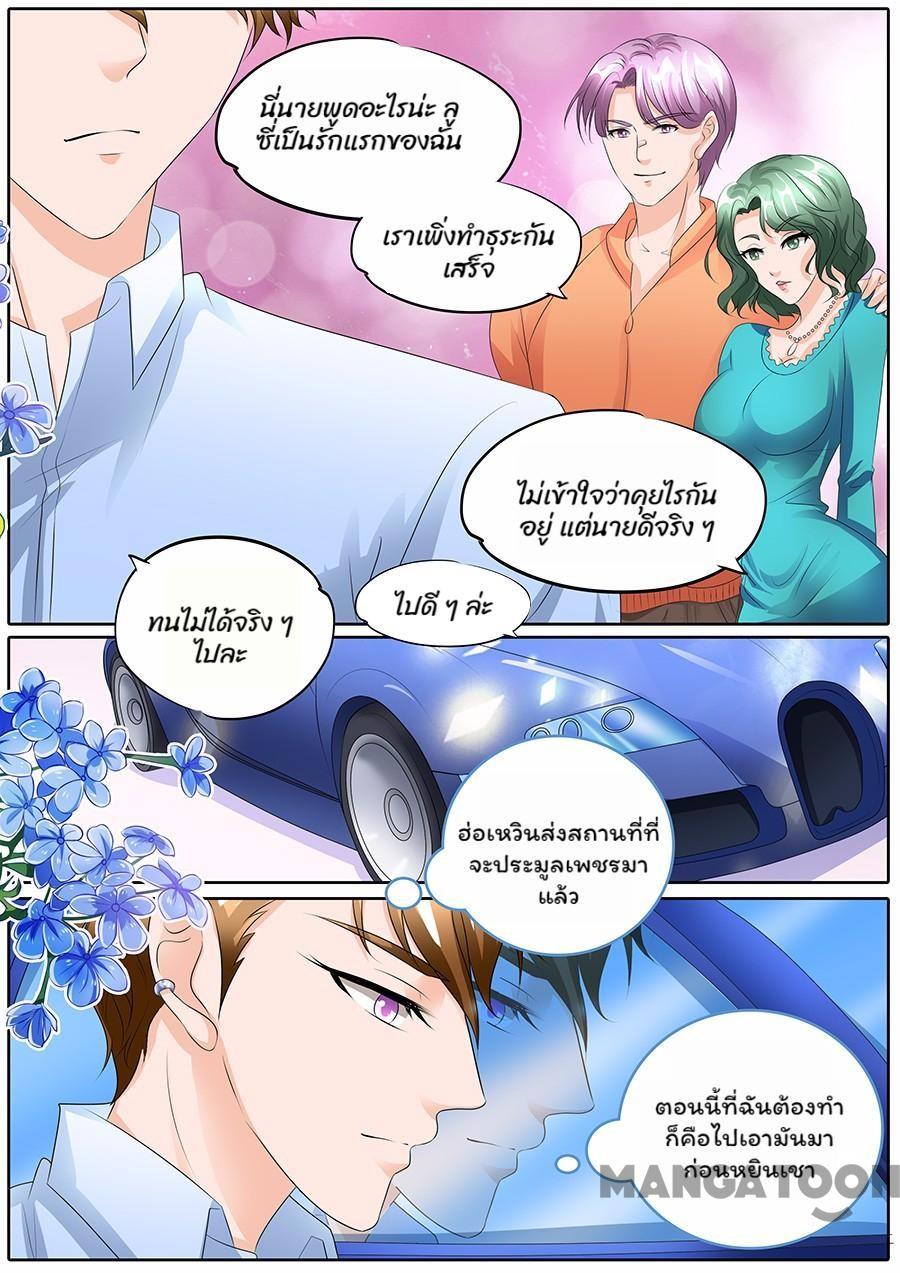 นี่นายพูดอะไรน่ะ ลู
ซี่เป็นรักแรกของฉัน
เราเพิ่งทำธุระกัน
เสร็จ
ไม่เข้าใจว่าคุยไรกัน
อยู่ แต่นายดีจริง ๆ
ไปดี ๆ ล่ะ
ทนไม่ได้จริง ๆ
ไปละ
ฮ่อเหวินส่งสถานที่ที่
จะประมูลเพชรมา
แล้ว
ตอนนี้ที่ฉันต้องทำ
ก็คือไปเอามันมา
ก่อนหยินเชา
MANGATOON